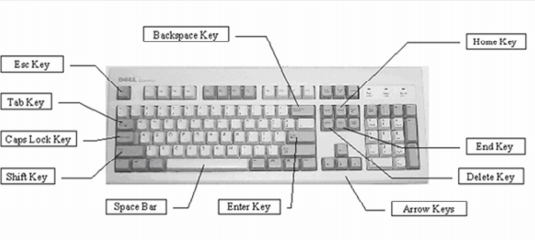 Backspace Key
Home Key
Esc Key
DELL
Tab Key
Caps Lock Key
End Key
Shift Key
Delete Key
Space Bar
Enter Key
Arrow Keys